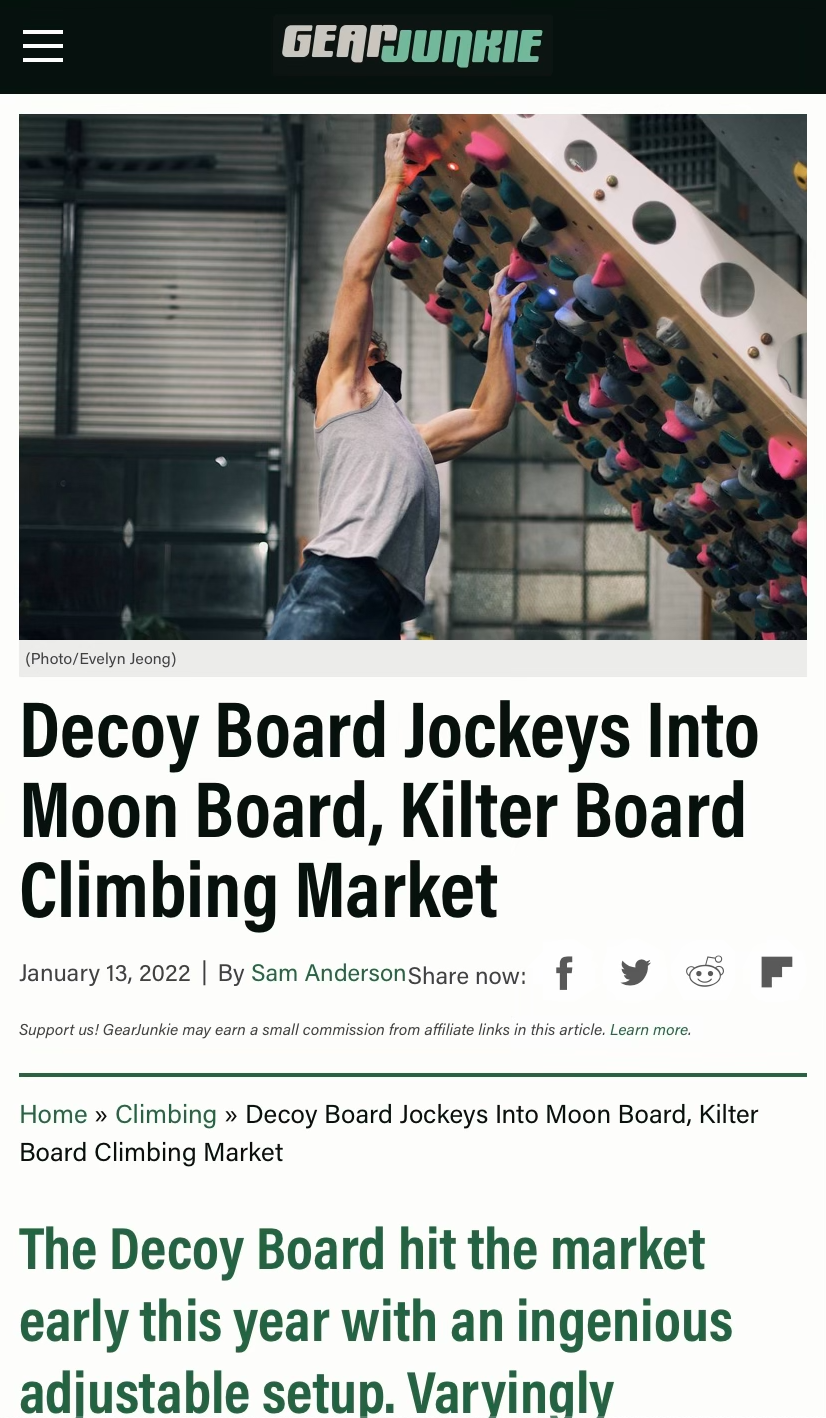 GEARJUNKIE
(Photo/Evelyn Jeong)
Decoy Board Jockeys Into
Moon Board, Kilter Board
Climbing Market
January 13, 2022 | By Sam Anderson Share now:
Support us! GearJunkie may earn a small commission from affiliate links in this article. Learn more.
Home » Climbing » Decoy Board Jockeys Into Moon Board, Kilter
Board Climbing Market
The Decoy Board hit the market
early this year with an ingenious
adjustable setup. Varyingly